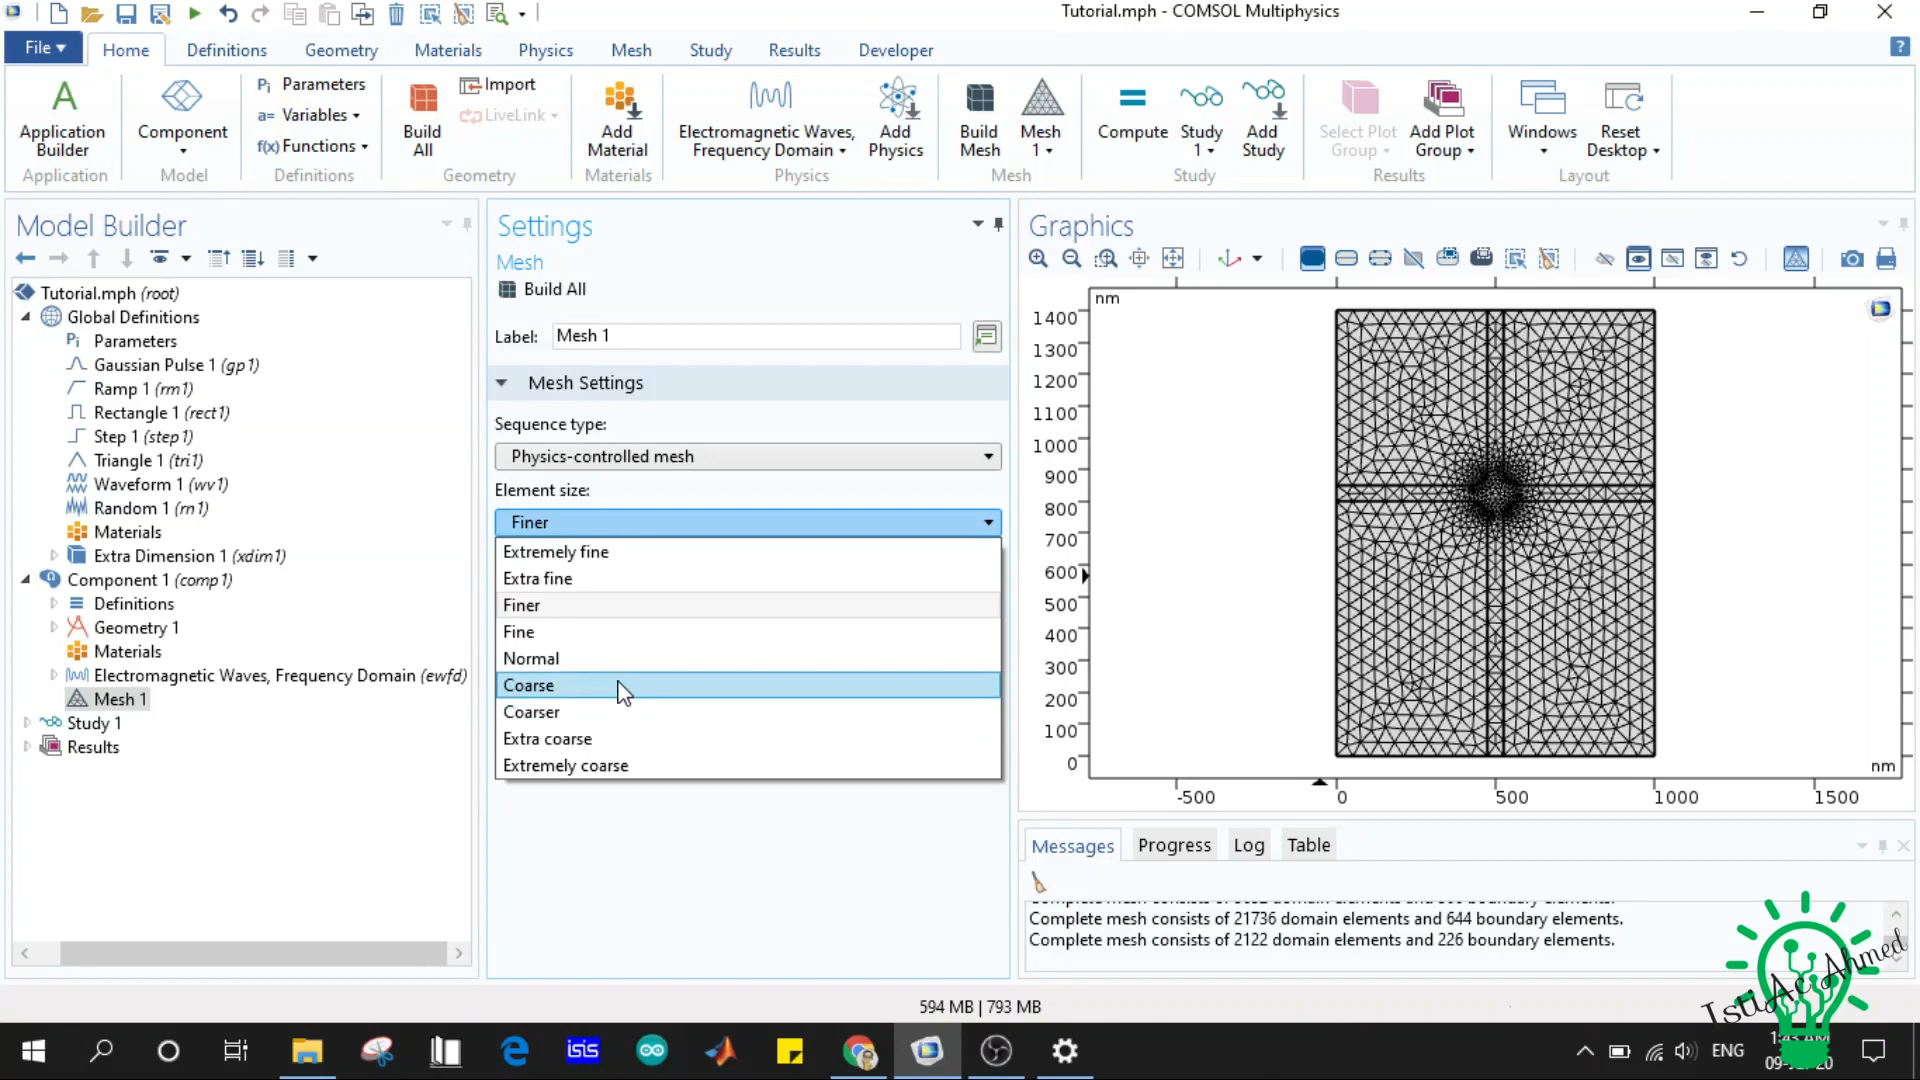 Tutorial.mph - COMSOL Multiphysics
File
Home
Definitions
Geometry
Materials
Physics
Mesh
Study
Results
Developer
Application
Builder
Component
Pi Parameters
a= Variables
f(x) Functions
Build
All
Import
LiveLink
Add
Material
Electromagnetic Waves,
Frequency Domain
Add
Physics
Build
Mesh
Mesh
1
Compute
Study
1
Add
Study
Select Plot
Group
Add Plot
Group
Windows
Reset
Desktop
Application
Model
Definitions
Geometry
Materials
Physics
Mesh
Study
Results
Layout
Model Builder
Tutorial.mph (root)
Global Definitions
Pi Parameters
Gaussian Pulse 1 (gp1)
Ramp 1 (rm1)
Rectangle 1 (rect1)
Step 1 (step1)
Triangle 1 (tri1)
Waveform 1 (wv1)
Random 1 (rn1)
Materials
Extra Dimension 1 (xdim1)
Component 1 (comp1)
Definitions
Geometry 1
Materials
Electromagnetic Waves, Frequency Domain (ewfd)
Mesh 1
Study 1
Results
Settings
Mesh
Build All
Label: Mesh 1
Mesh Settings
Sequence type:
Physics-controlled mesh
Element size:
Finer
Extremely fine
Extra fine
Finer
Fine
Normal
Coarse
Coarser
Extra coarse
Extremely coarse
Graphics
nm
1400
1300
1200
1100
1000
900
800
700
600
500
400
300
200
100
0
nm
-500 0 500 1000 1500
Messages Progress Log Table
Complete mesh consists of 21736 domain elements and 644 boundary elements.
Complete mesh consists of 2122 domain elements and 226 boundary elements.
IstiAc Ahmed
594 MB | 793 MB
isis
ENG